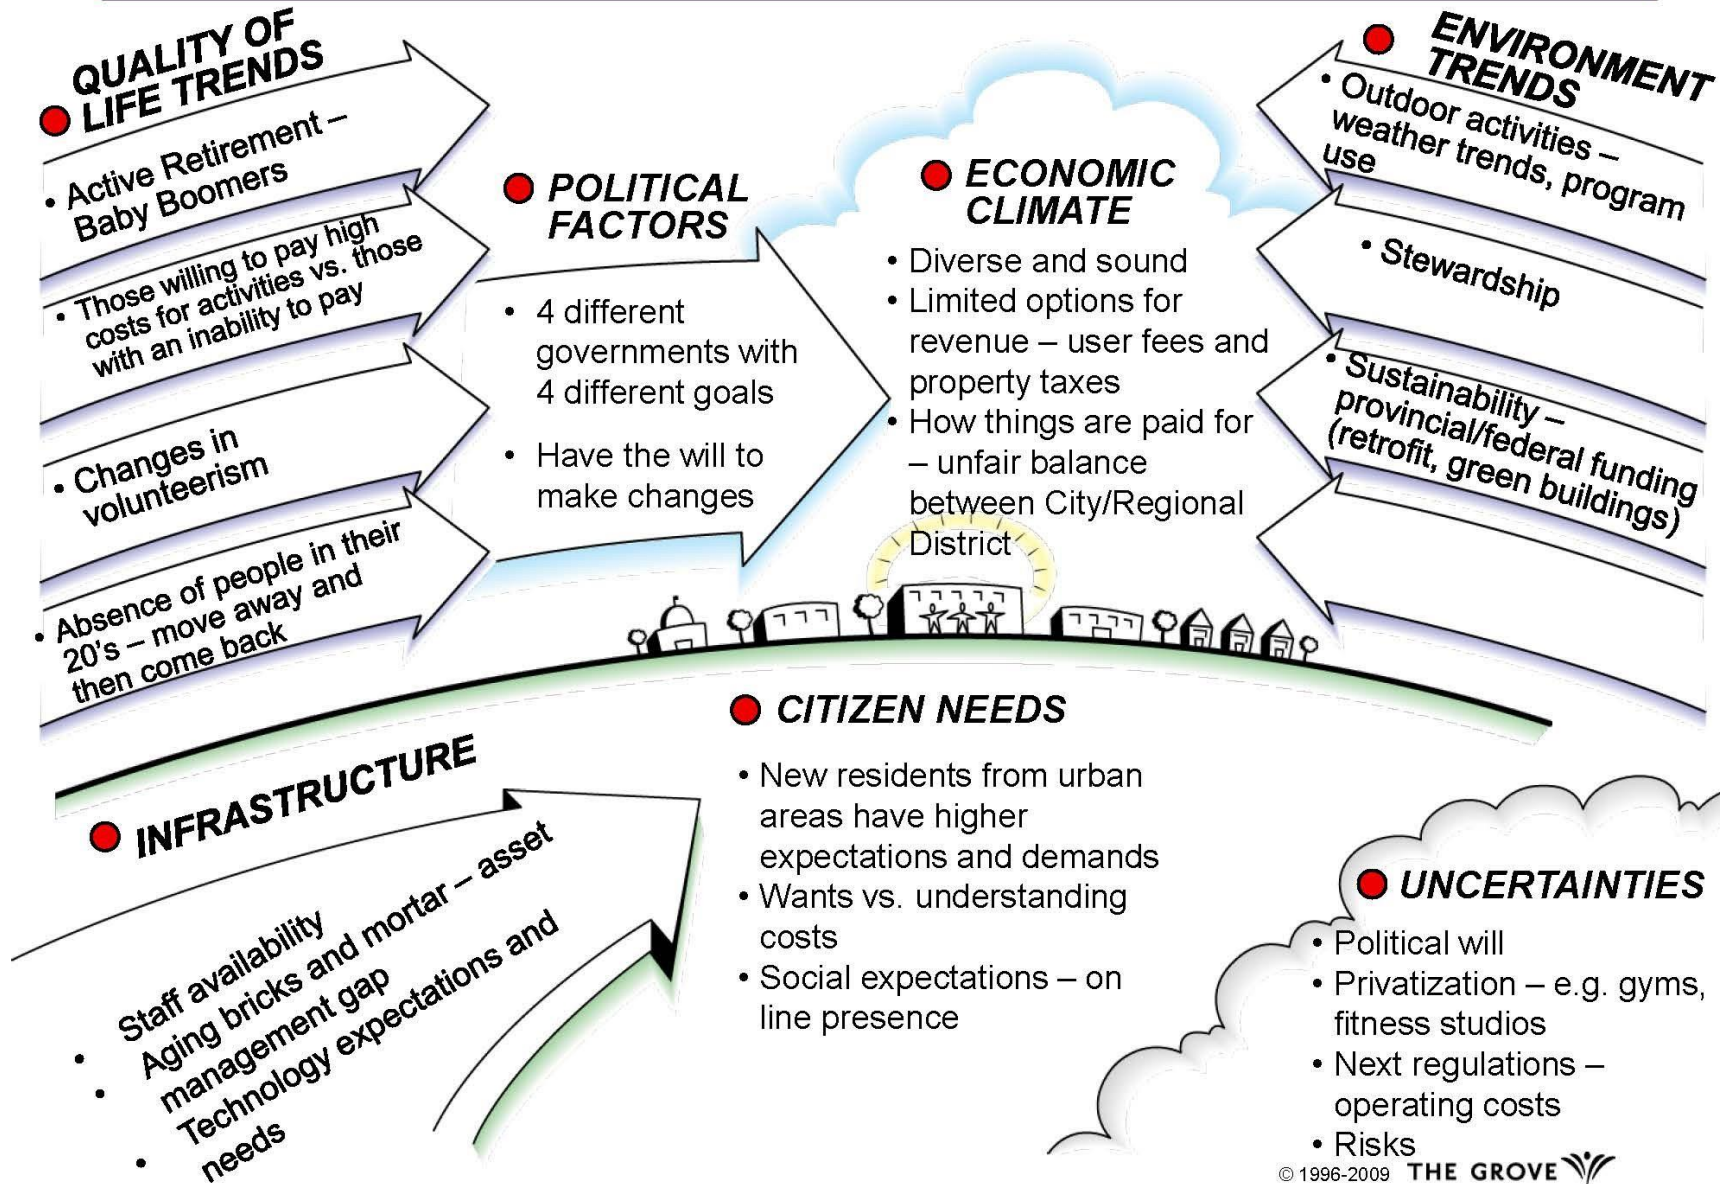 QUALITY OF
LIFE TRENDS
• Active Retirement –
Baby Boomers
• Those willing to pay high
costs for activities vs. those
with an inability to pay
• Changes in
volunteerism
• Absence of people in their
20's – move away and
then come back
POLITICAL
FACTORS
• 4 different
governments with
4 different goals
• Have the will to
make changes
ECONOMIC
CLIMATE
• Diverse and sound
• Limited options for
revenue – user fees and
property taxes
• How things are paid for
– unfair balance
between City/Regional
District
ENVIRONMENT
TRENDS
• Outdoor activities –
weather trends, program
use
• Stewardship
• Sustainability –
provincial/federal funding
(retrofit, green buildings)
INFRASTRUCTURE
• Staff availability
• Aging bricks and mortar – asset
management gap
• Technology expectations and
needs
CITIZEN NEEDS
• New residents from urban
areas have higher
expectations and demands
• Wants vs. understanding
costs
• Social expectations – on
line presence
UNCERTAINTIES
• Political will
• Privatization – e.g. gyms,
fitness studios
• Next regulations –
operating costs
• Risks
© 1996-2009 THE GROVE